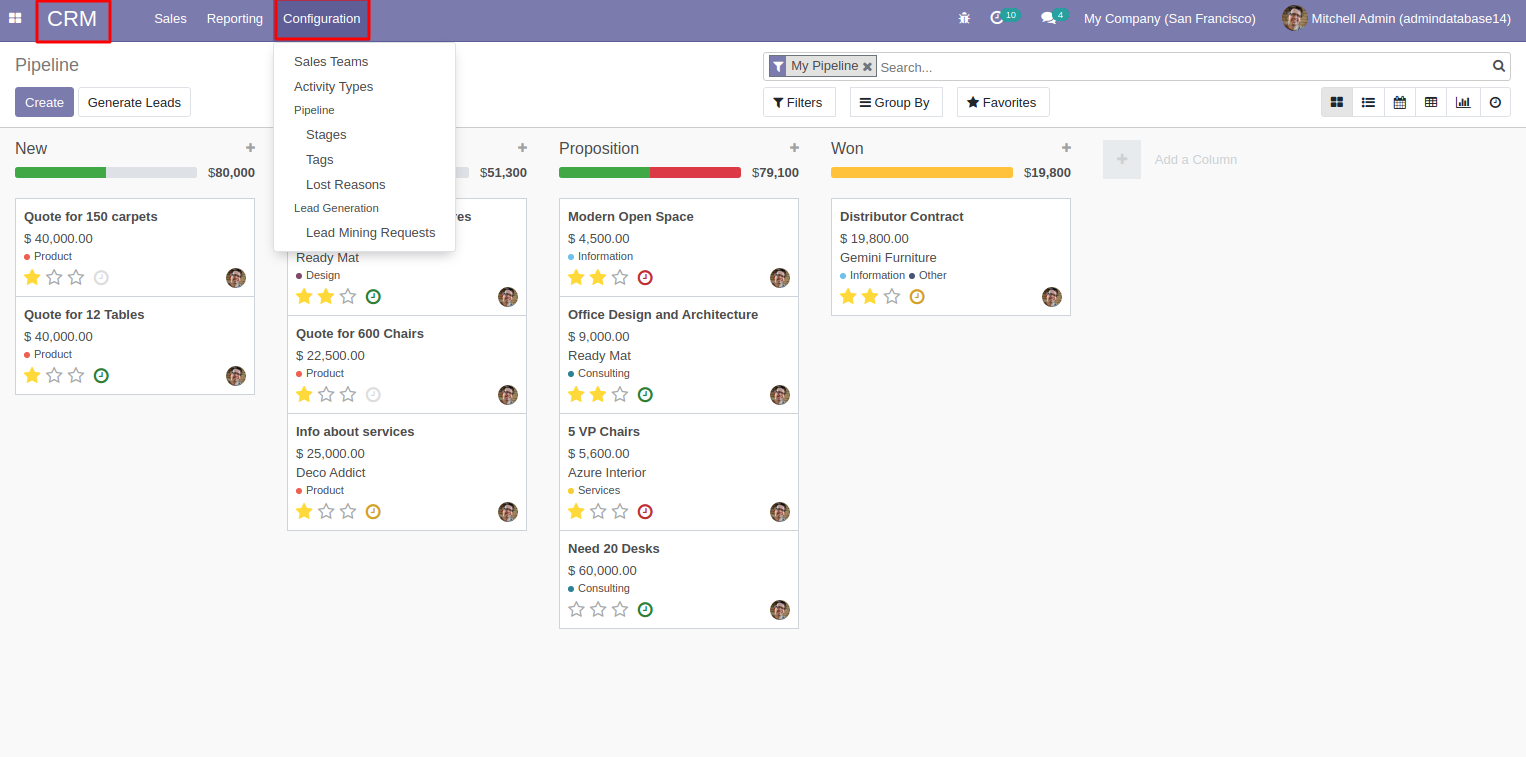 CRM
Sales
Reporting
Configuration
10
4
My Company (San Francisco)
Mitchell Admin (admindatabase14)
Pipeline
My Pipeline
Search...
Create
Generate Leads
Filters
Group By
Favorites
Sales Teams
Activity Types
Pipeline
Stages
Tags
Lost Reasons
Lead Generation
Lead Mining Requests
New
$80,000
Quote for 150 carpets
$ 40,000.00
Product
Quote for 12 Tables
$ 40,000.00
Product
$51,300
Ready Mat
Design
Quote for 600 Chairs
$ 22,500.00
Product
Info about services
$ 25,000.00
Deco Addict
Product
Proposition
$79,100
Modern Open Space
$ 4,500.00
Information
Office Design and Architecture
$ 9,000.00
Ready Mat
Consulting
5 VP Chairs
$ 5,600.00
Azure Interior
Services
Need 20 Desks
$ 60,000.00
Consulting
Won
$19,800
Distributor Contract
$ 19,800.00
Gemini Furniture
Information Other
Add a Column